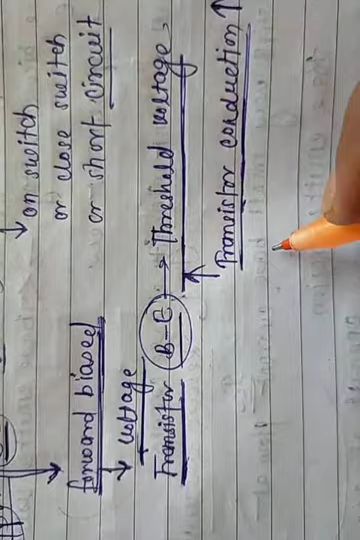 ↓ on switch
or close switch
or short circuit
forward biased
↓ voltage
Transistor B-E → Threshold voltage,
↑
Transistor conduction ↑